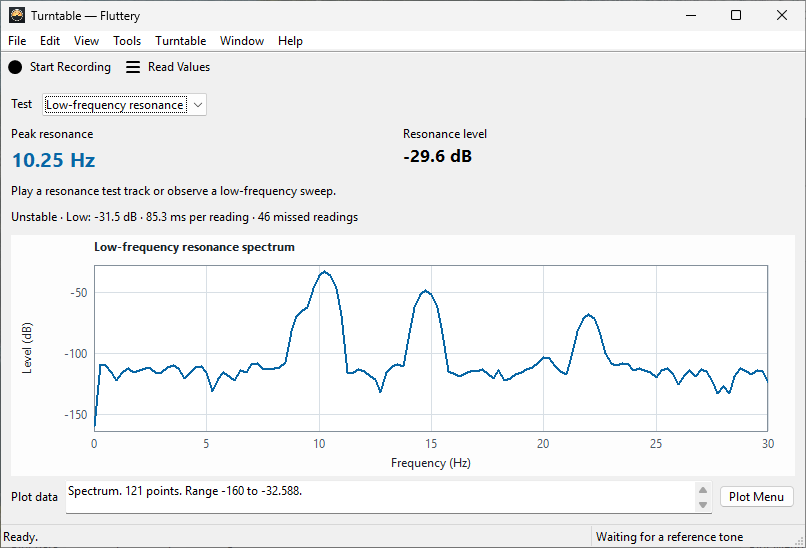 Turntable — Fluttery
File Edit View Tools Turntable Window Help
Start Recording Read Values
Test Low-frequency resonance
Peak resonance Resonance level
10.25 Hz -29.6 dB
Play a resonance test track or observe a low-frequency sweep.
Unstable · Low: -31.5 dB · 85.3 ms per reading · 46 missed readings
Low-frequency resonance spectrum
-50
-100
-150
Level (dB)
0 5 10 15 20 25 30
Frequency (Hz)
Plot data Spectrum. 121 points. Range -160 to -32.588. Plot Menu
Ready. Waiting for a reference tone